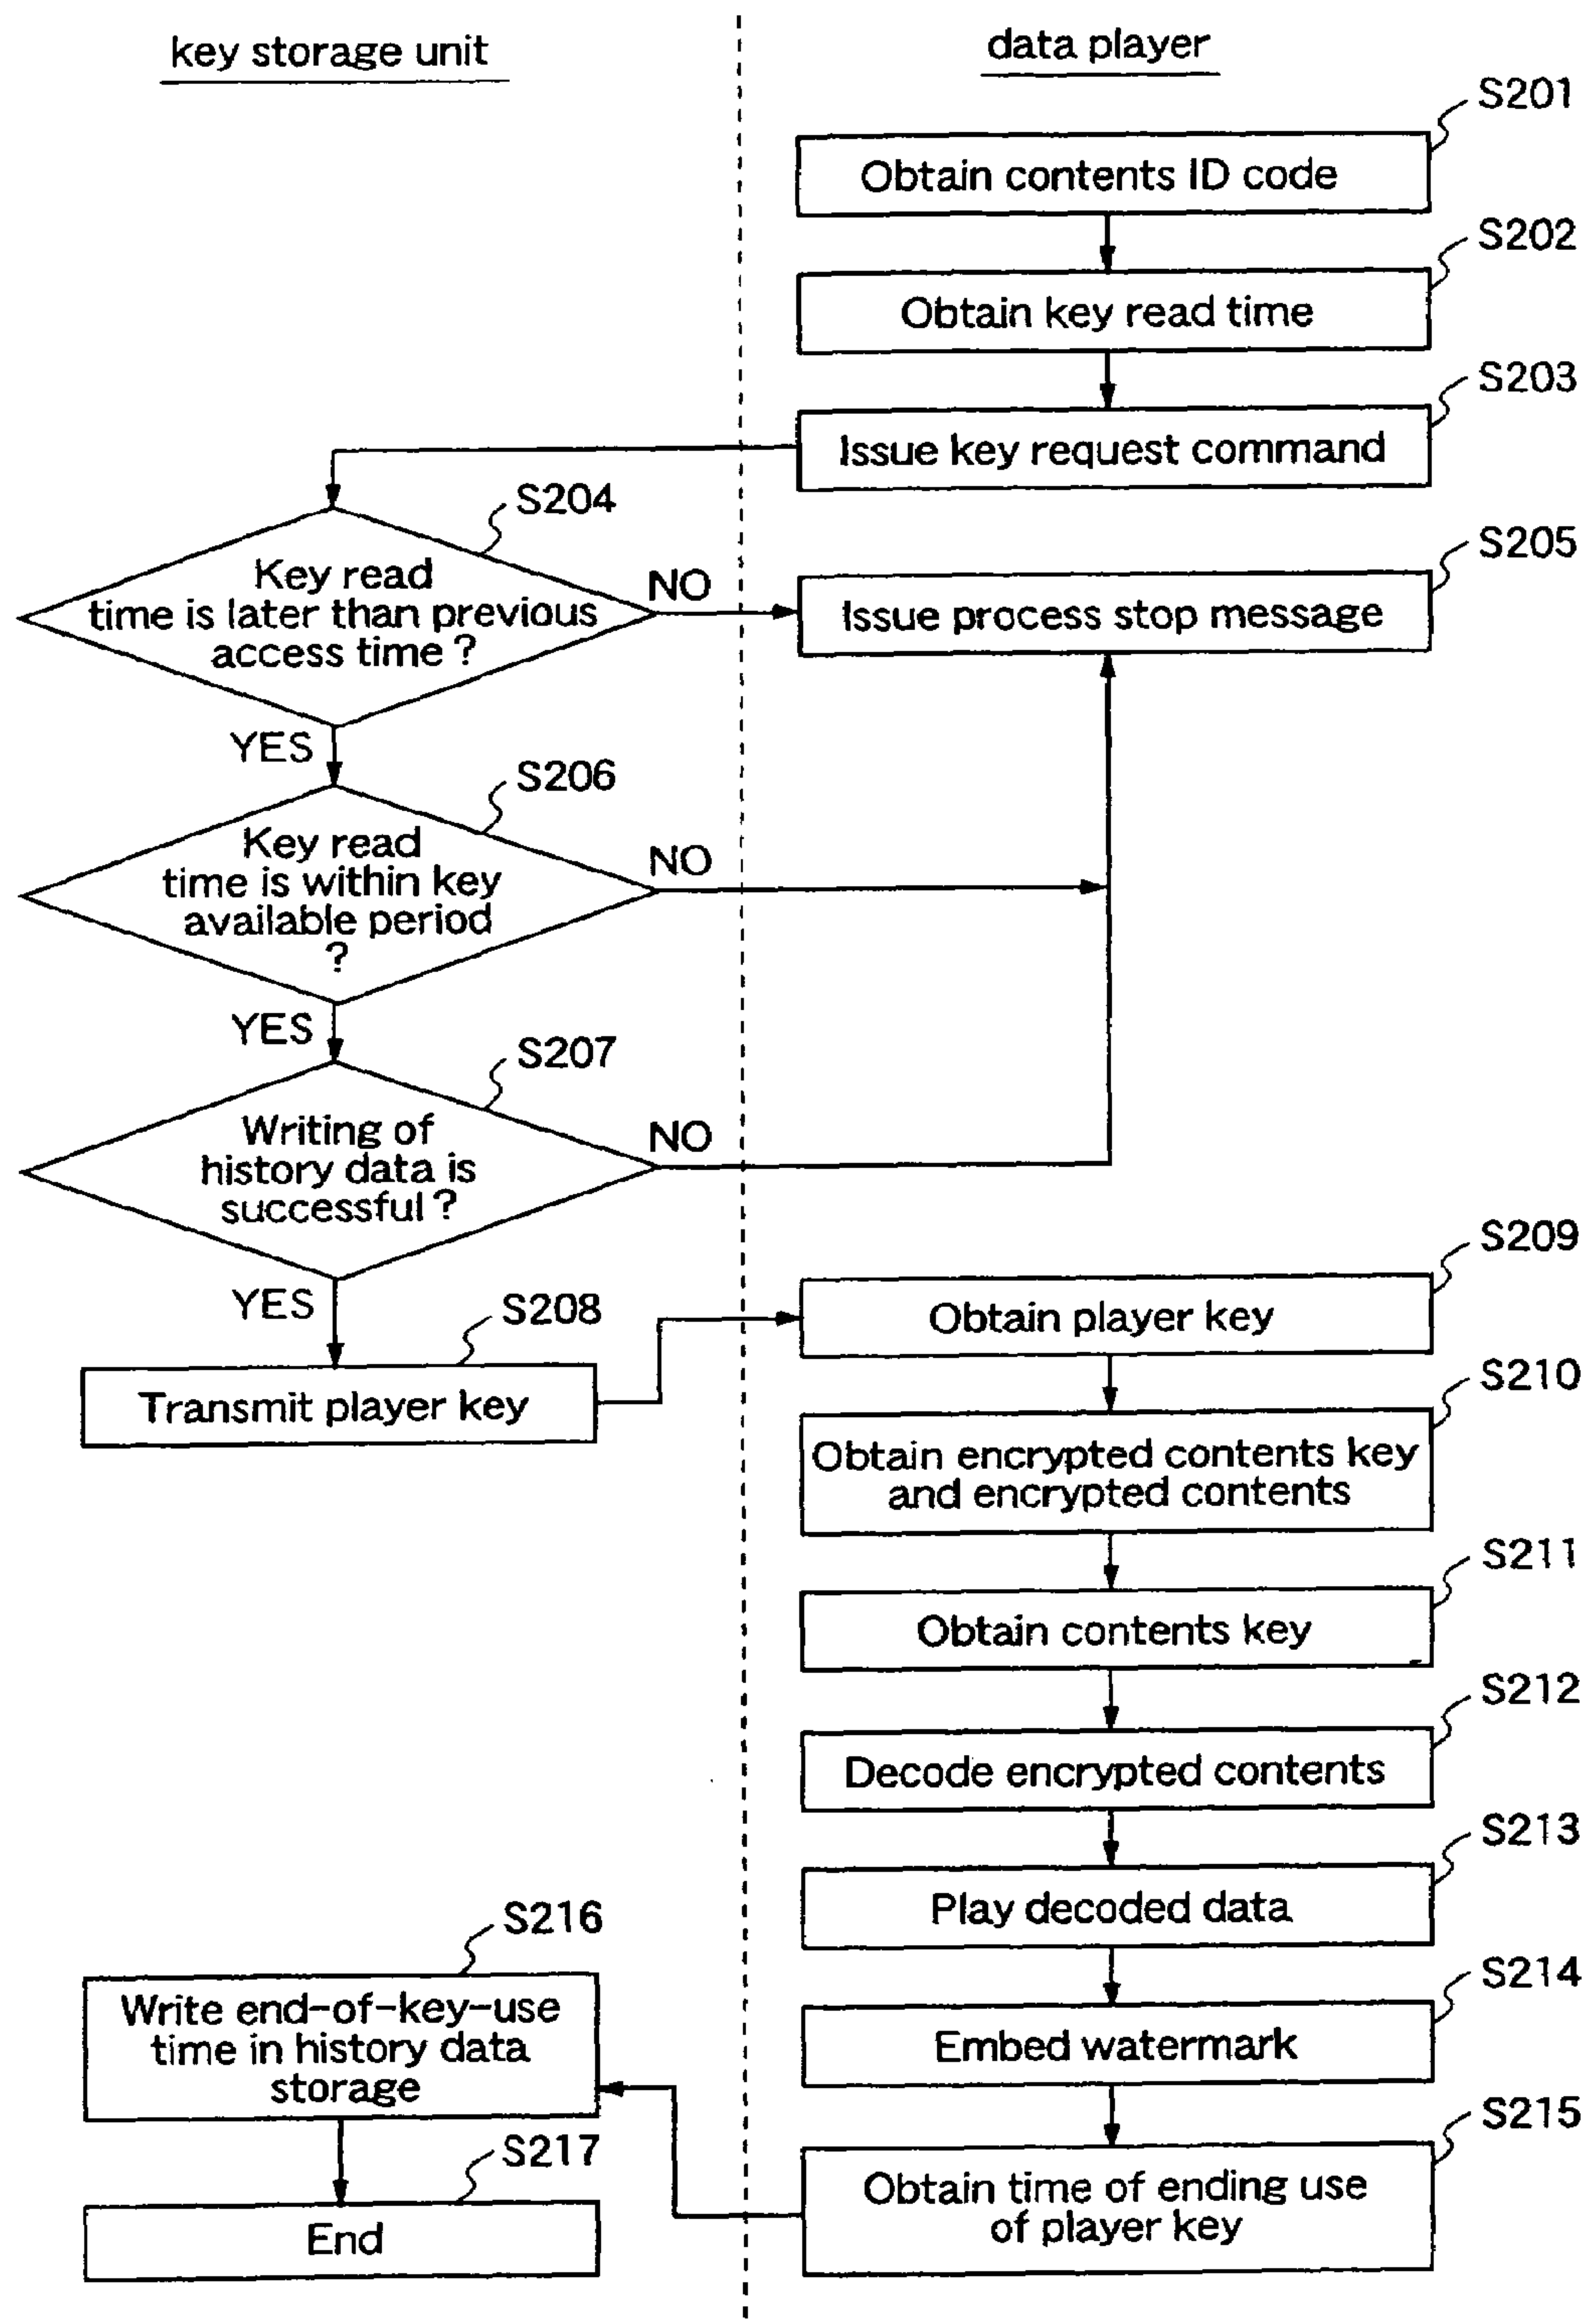 key storage unit
data player
S201
Obtain contents ID code
S202
Obtain key read time
S203
Issue key request command
S204
Key read
time is later than previous
access time ?
NO
S205
Issue process stop message
YES
S206
Key read
time is within key
available period
?
NO
YES
S207
Writing of
history data is
successful ?
NO
YES
S208
Transmit player key
S209
Obtain player key
S210
Obtain encrypted contents key
and encrypted contents
S211
Obtain contents key
S212
Decode encrypted contents
S213
Play decoded data
S214
Embed watermark
S215
Obtain time of ending use
of player key
S216
Write end-of-key-use
time in history data
storage
S217
End